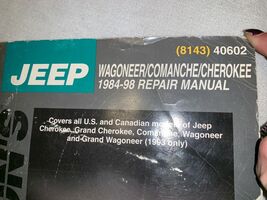 (8143) 40602
JEEP
WAGONEER/COMANCHE/CHEROKEE
1984-98 REPAIR MANUAL
Covers all U.S. and Canadian models of Jeep
Cherokee, Grand Cherokee, Comanche, Wagoneer
and Grand Wagoneer (1993 only)